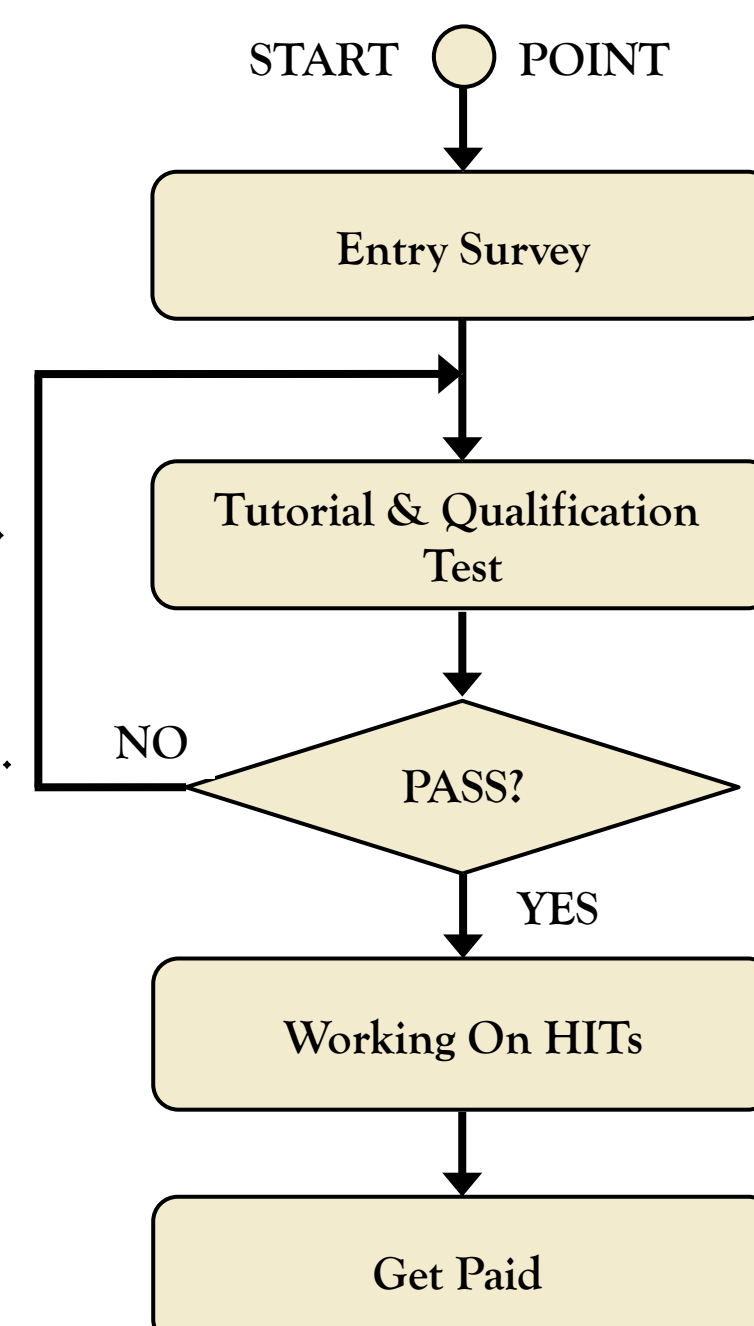 START POINT
Entry Survey
Tutorial & Qualification
Test
NO
PASS?
YES
Working On HITs
Get Paid